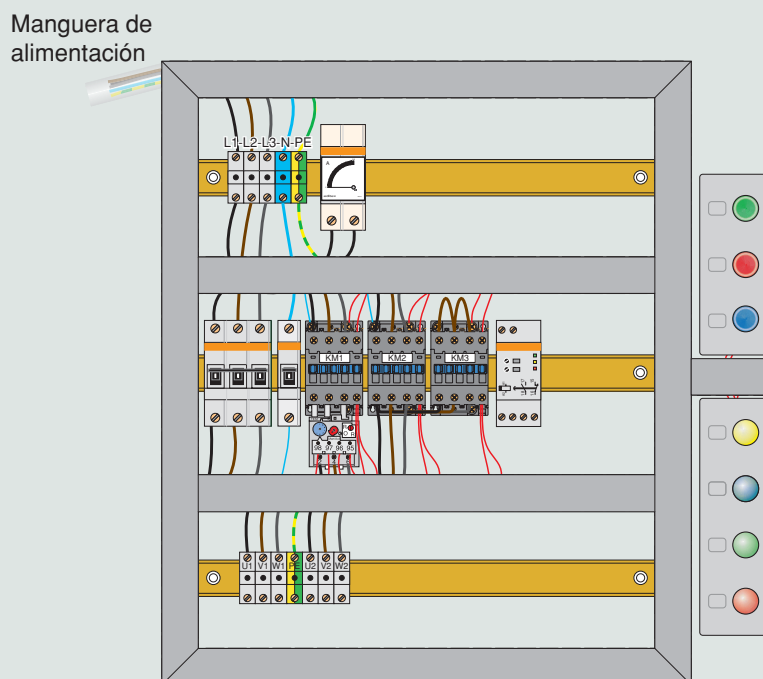 Manguera de
alimentación
L1-L2-L3-N-PE
A
KM1 KM2 KM3
98 97 96 95
U1 V1 W1 PE U2 V2 W2